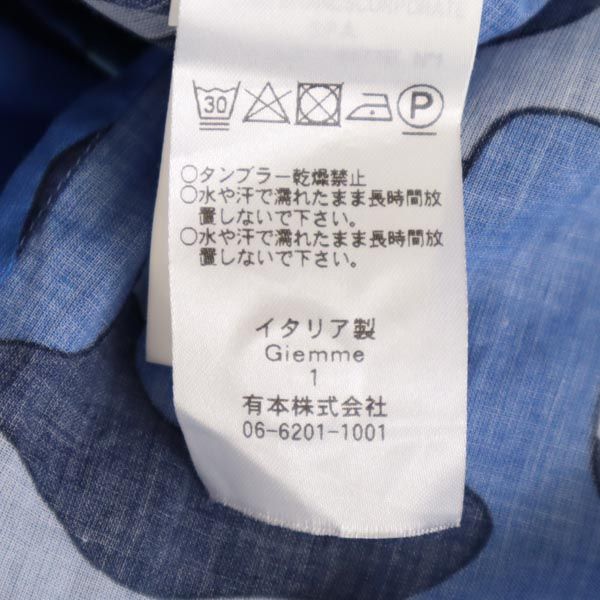 30
P
○タンブラー乾燥禁止
○水や汗で濡れたまま長時間放
置しないで下さい。
○水や汗で濡れたまま長時間放
置しないで下さい。
イタリア製
Giemme
1
有本株式会社
06-6201-1001